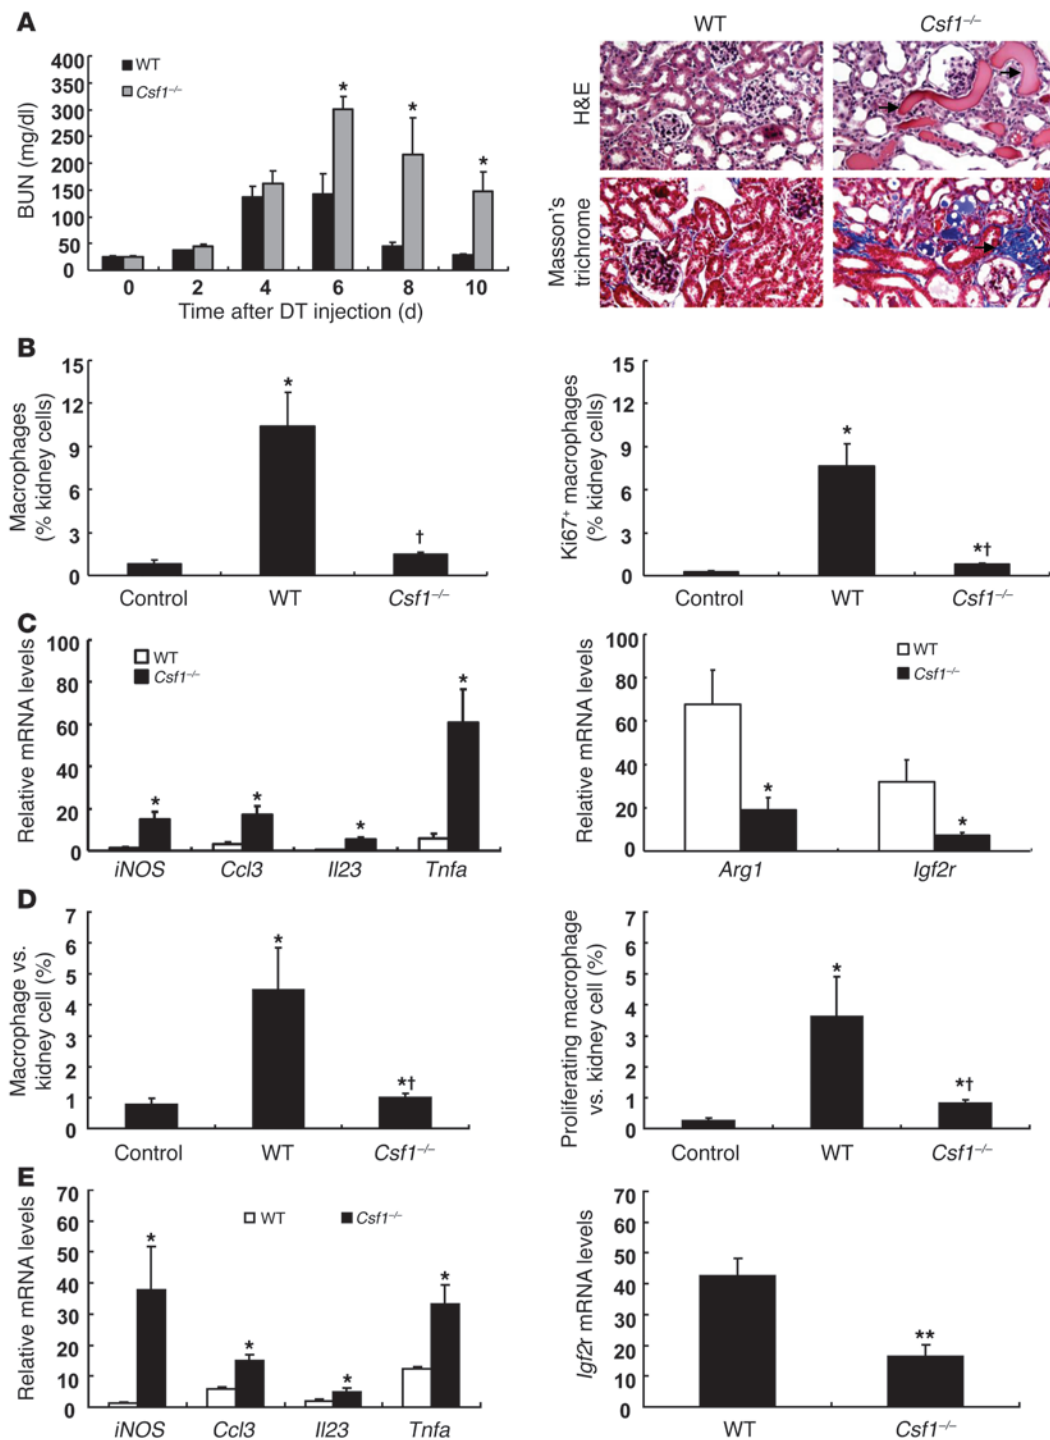 A
WT
Csf1–/–
BUN (mg/dl)
400
350
300
250
200
150
100
50
0
WT
Csf1–/–
*
*
*
0 2 4 6 8 10
Time after DT injection (d)
H&E
Masson's
trichrome
B
Macrophages
(% kidney cells)
15
12
9
6
3
0
*
†
Control WT Csf1–/–
Ki67+ macrophages
(% kidney cells)
15
12
9
6
3
0
*
*†
Control WT Csf1–/–
C
Relative mRNA levels
100
80
60
40
20
0
WT
Csf1–/–
*
*
*
*
iNOS Ccl3 Il23 Tnfa
Relative mRNA levels
100
80
60
40
20
0
WT
Csf1–/–
*
*
Arg1 Igf2r
D
Macrophage vs.
kidney cell (%)
7
6
5
4
3
2
1
0
*
*†
Control WT Csf1–/–
Proliferating macrophage
vs. kidney cell (%)
7
6
5
4
3
2
1
0
*
*†
Control WT Csf1–/–
E
Relative mRNA levels
70
60
50
40
30
20
10
0
WT Csf1–/–
*
*
*
*
iNOS Ccl3 Il23 Tnfa
Igf2r mRNA levels
70
60
50
40
30
20
10
0
**
WT Csf1–/–